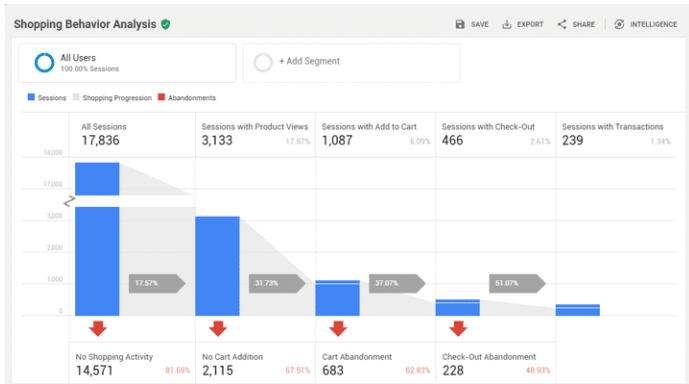 Shopping Behavior Analysis
SAVE EXPORT SHARE INTELLIGENCE
All Users
100.00% Sessions
+ Add Segment
Sessions Shopping Progression Abandonments
All Sessions
17,836
Sessions with Product Views
3,133 17.57%
Sessions with Add to Cart
1,087 6.09%
Sessions with Check-Out
466 2.61%
Sessions with Transactions
239 1.34%
18,000
17,000
3,000
2,000
1,000
0
17.57% 31.73% 37.07% 51.07%
No Shopping Activity
14,571 81.69%
No Cart Addition
2,115 67.51%
Cart Abandonment
683 62.83%
Check-Out Abandonment
228 48.93%